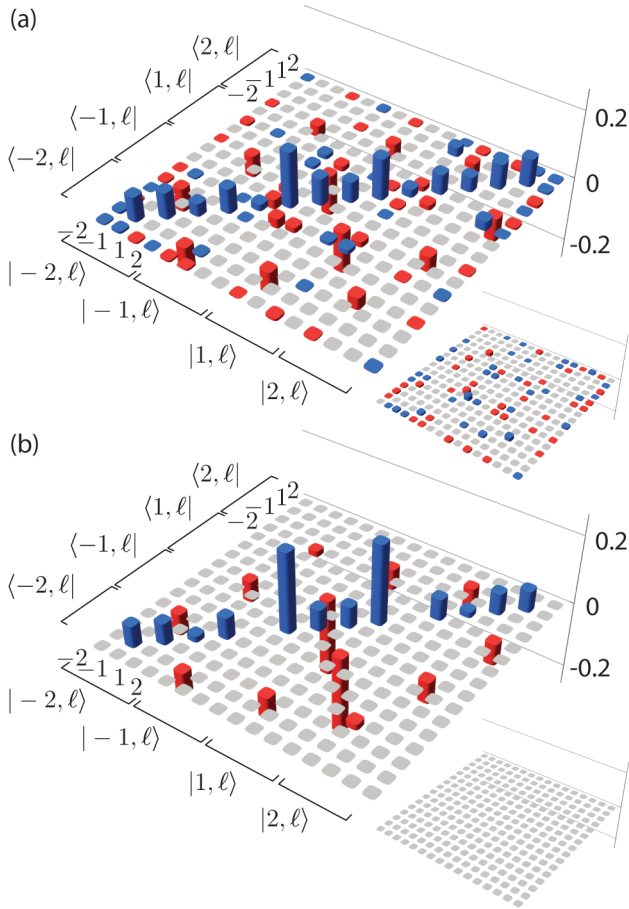 (a)
⟨2, ℓ|
⟨1, ℓ|
⟨−1, ℓ|
⟨−2, ℓ|
−2 −1 1 2
0.2
0
-0.2
−2 −1 1 2
| − 2, ℓ⟩
| − 1, ℓ⟩
|1, ℓ⟩
|2, ℓ⟩
(b)
⟨2, ℓ|
⟨1, ℓ|
⟨−1, ℓ|
⟨−2, ℓ|
−2 −1 1 2
0.2
0
-0.2
−2 −1 1 2
| − 2, ℓ⟩
| − 1, ℓ⟩
|1, ℓ⟩
|2, ℓ⟩